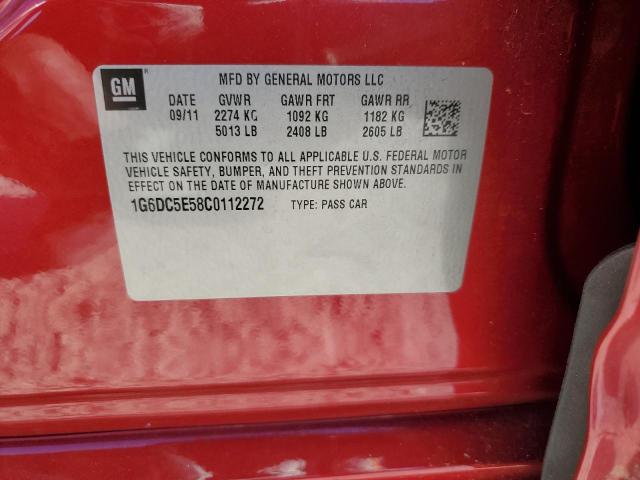 GM ® MFD BY GENERAL MOTORS LLC
DATE GVWR GAWR FRT GAWR RR
09/11 2274 KG 1092 KG 1182 KG
5013 LB 2408 LB 2605 LB
THIS VEHICLE CONFORMS TO ALL APPLICABLE U.S. FEDERAL MOTOR
VEHICLE SAFETY, BUMPER, AND THEFT PREVENTION STANDARDS IN
EFFECT ON THE DATE OF MANUFACTURE SHOWN ABOVE.
1G6DC5E58C0112272 TYPE: PASS CAR